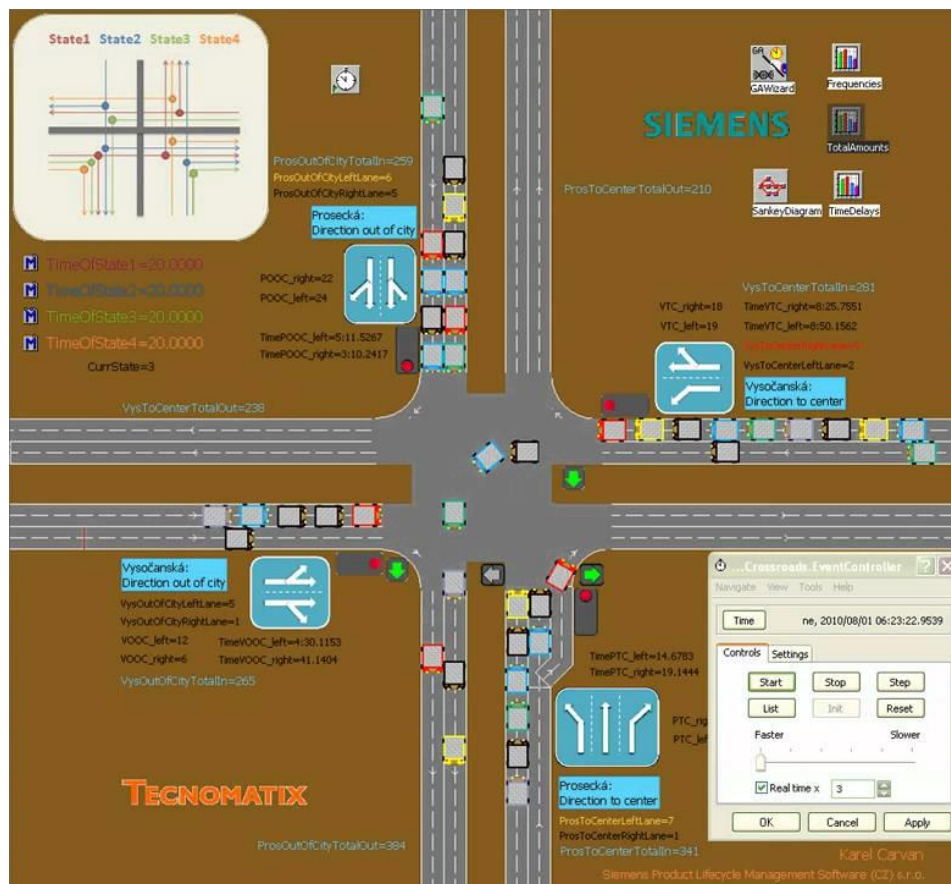 State1 State2 State3 State4
GAWizard
Frequencies
SIEMENS
TotalAmounts
SankeyDiagram
TimeDelays
ProsOutOfCityTotalIn=259
ProsOutOfCityLeftLane=6
ProsOutOfCityRightLane=5
Prosecká:
Direction out of city
ProsToCenterTotalOut=210
M TimeOfState1=20.0000
M TimeOfState2=20.0000
M TimeOfState3=20.0000
M TimeOfState4=20.0000
CurrState=3
POOC_right=22
POOC_left=24
TimePOOC_left=5:11.5267
TimePOOC_right=3:10.2417
VysToCenterTotalIn=281
VTC_right=18
TimeVTC_right=8:25.7551
VTC_left=19
TimeVTC_left=8:50.1562
VysToCenterLeftLane=2
Vysočanská:
Direction to center
VysToCenterTotalOut=238
Vysočanská:
Direction out of city
VysOutOfCityLeftLane=5
VysOutOfCityRightLane=1
VOOC_left=12
TimeVOOC_left=4:30.1153
VOOC_right=6
TimeVOOC_right=41.1404
VysOutOfCityTotalIn=265
TimePTC_left=14.6783
TimePTC_right=19.1444
PTC_rig
PTC_lef
Prosecká:
Direction to center
ProsToCenterLeftLane=7
ProsToCenterRightLane=1
ProsToCenterTotalIn=341
TECNOMATIX
ProsOutOfCityTotalOut=384
...Crossroads.EventController
Navigate View Tools Help
Time
ne, 2010/08/01 06:23:22.9539
Controls Settings
Start Stop Step
List Init Reset
Faster Slower
Real time x 3
OK Cancel Apply
Karel Carvan
Siemens Product Lifecycle Management Software (CZ) s.r.o.